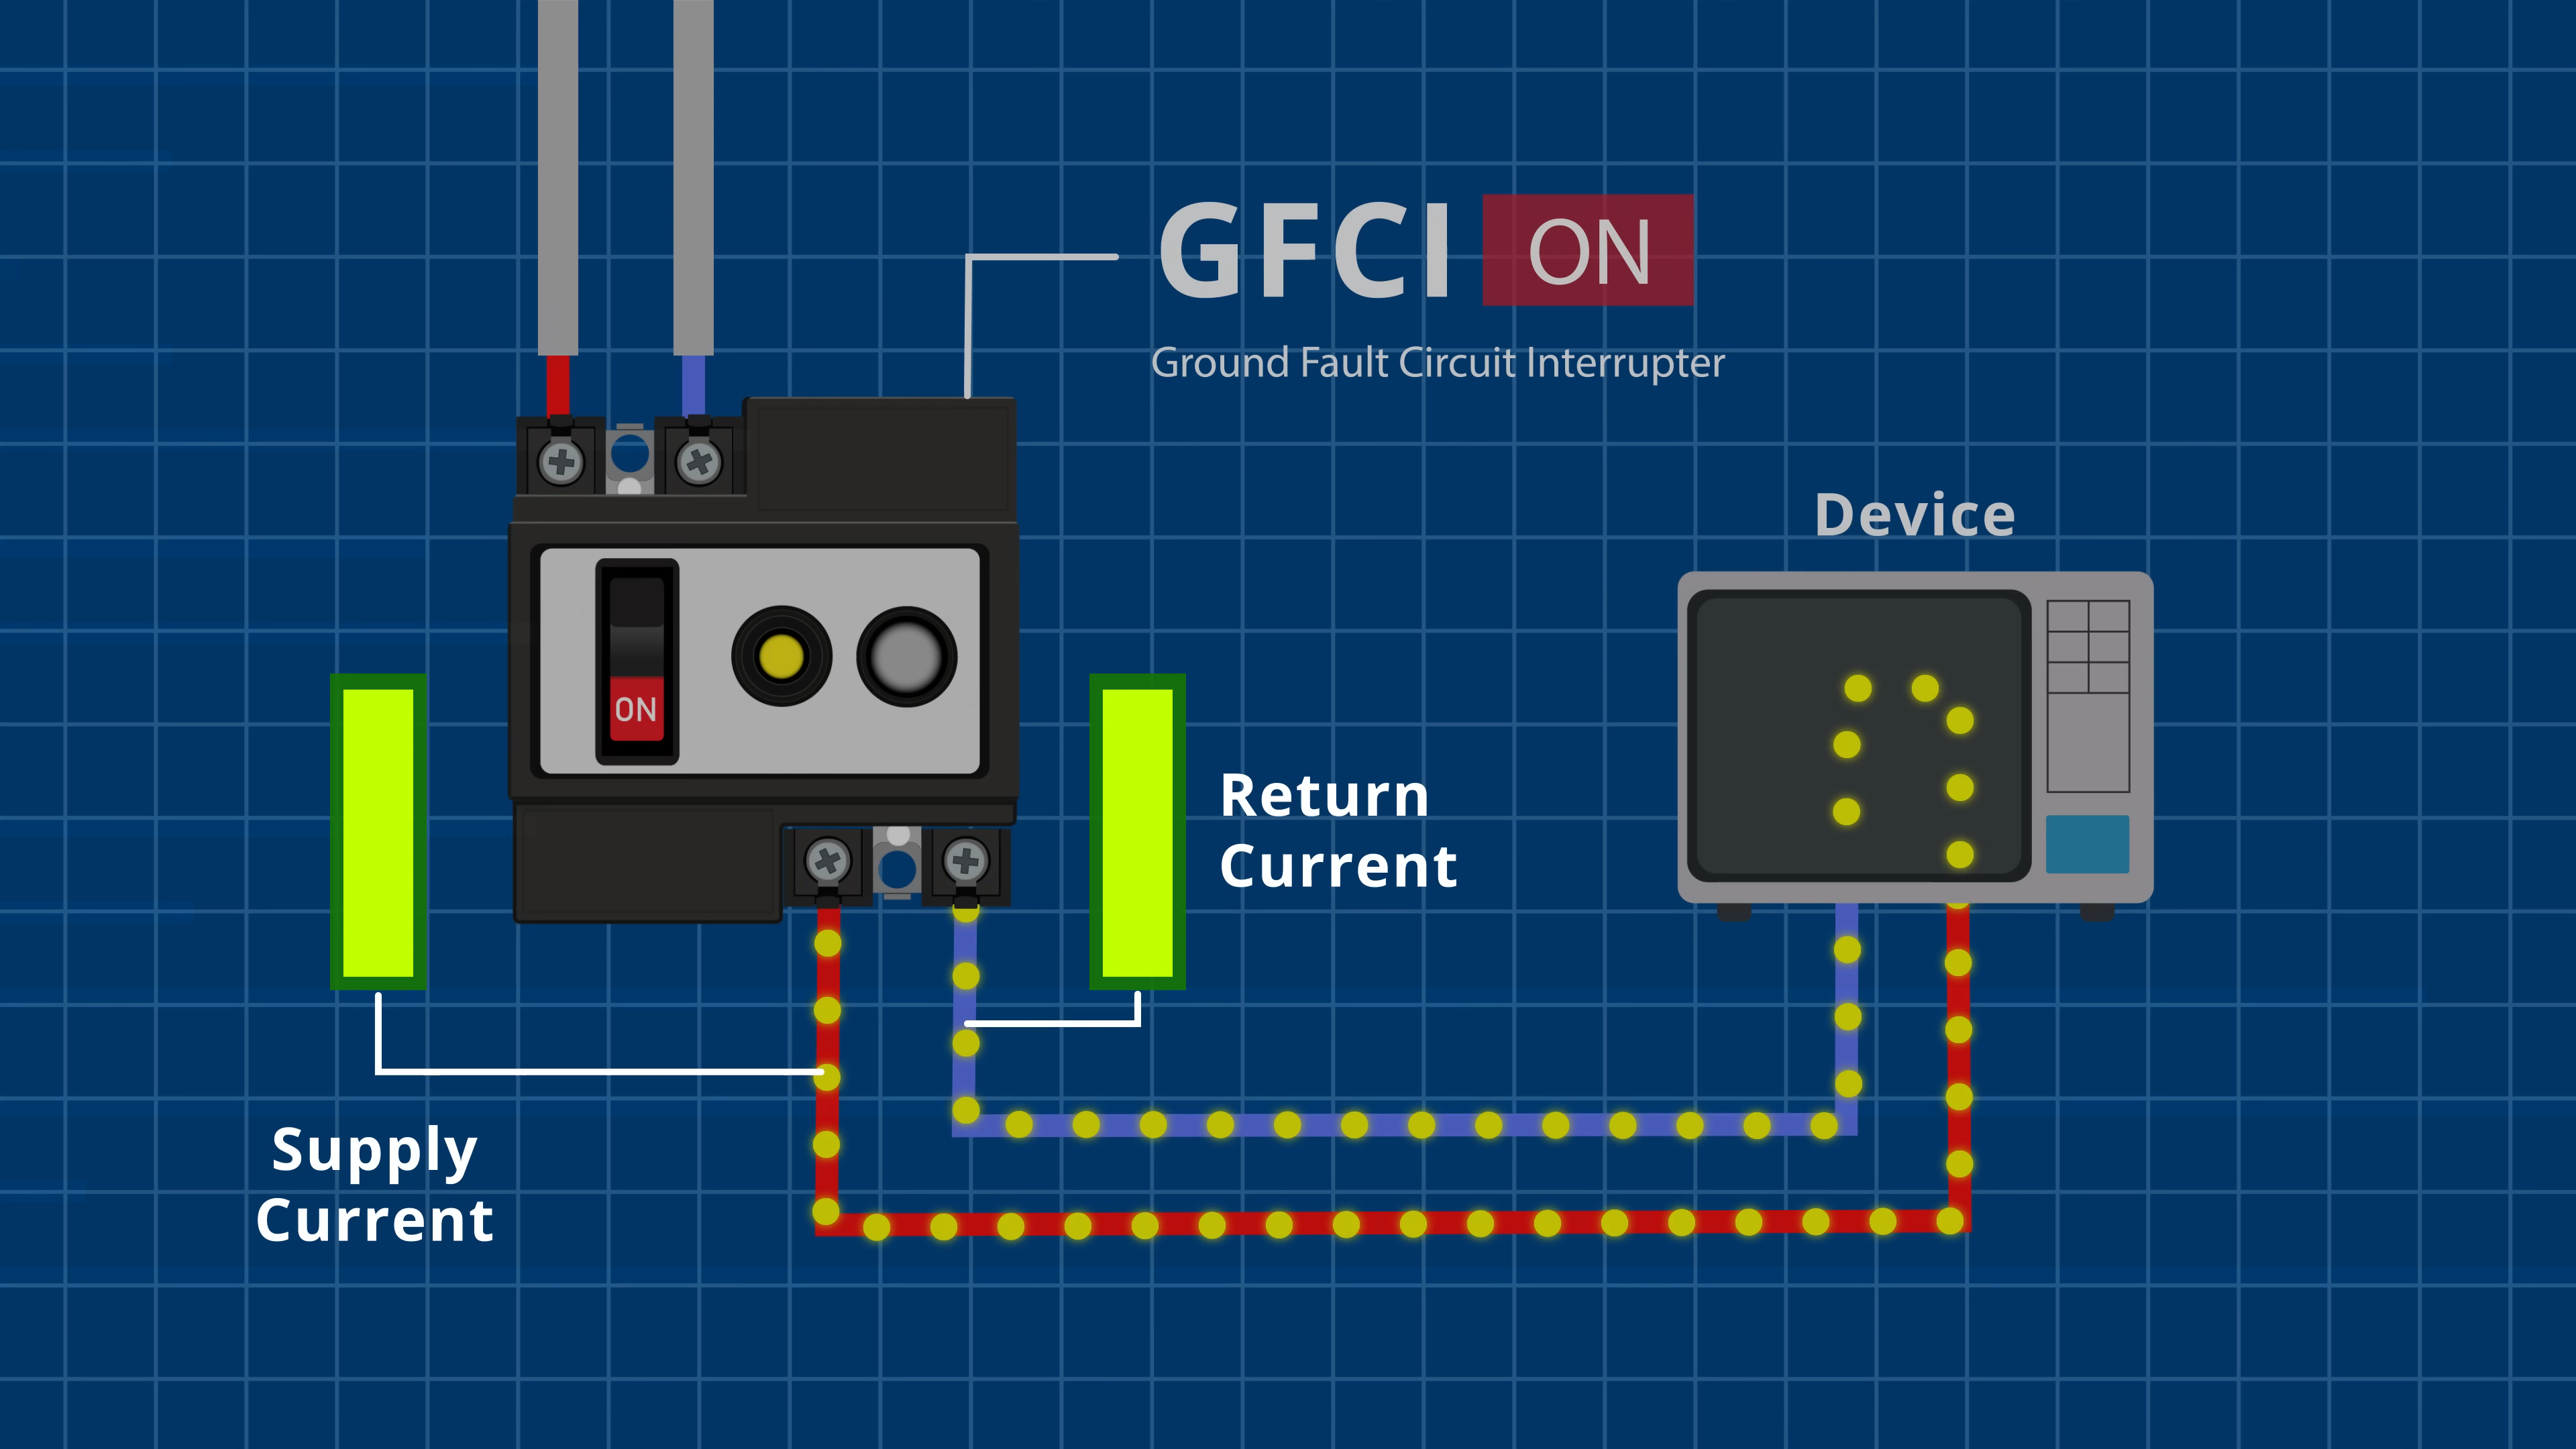 GFCI ON
Ground Fault Circuit Interrupter
Device
ON
Return
Current
Supply
Current